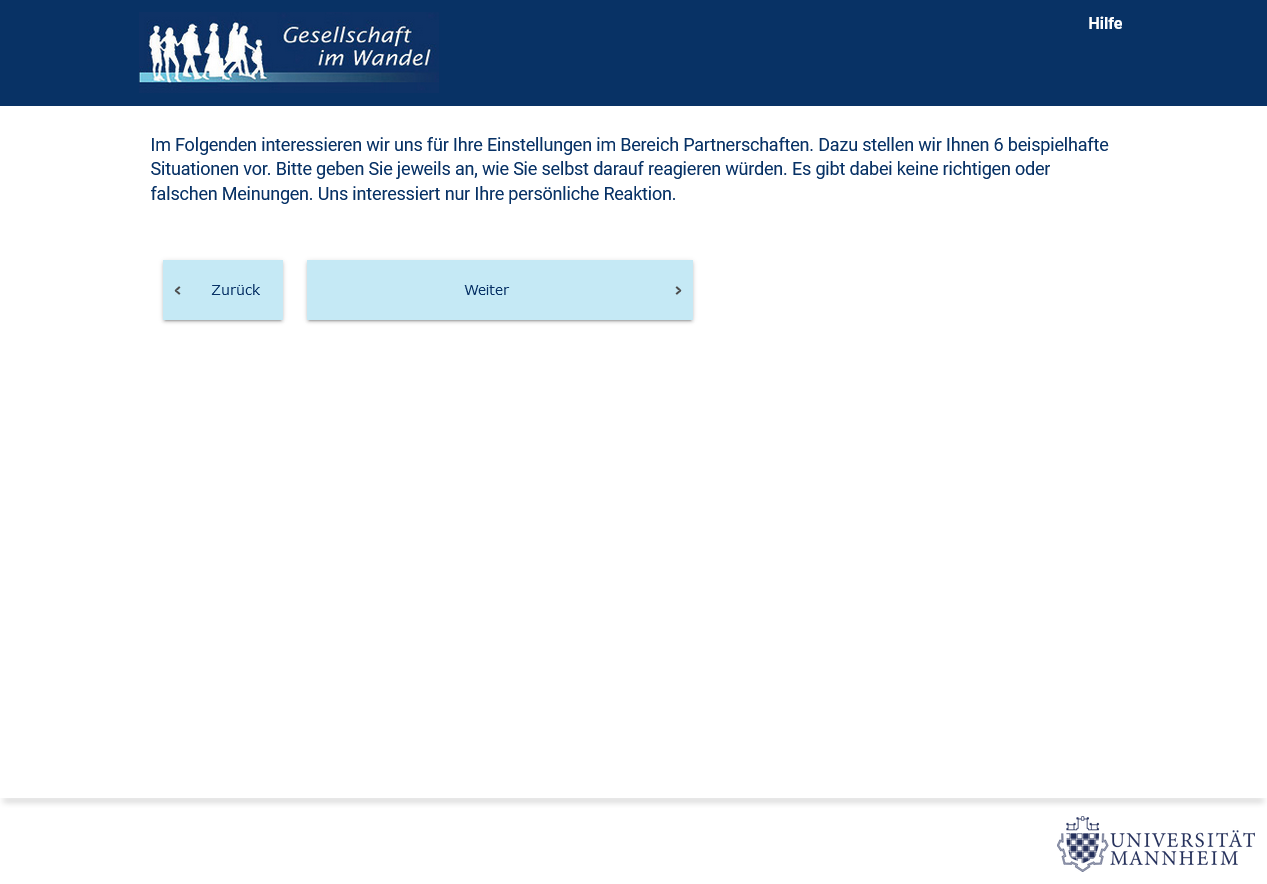 Gesellschaft
im Wandel
Hilfe
Im Folgenden interessieren wir uns für Ihre Einstellungen im Bereich Partnerschaften. Dazu stellen wir Ihnen 6 beispielhafte
Situationen vor. Bitte geben Sie jeweils an, wie Sie selbst darauf reagieren würden. Es gibt dabei keine richtigen oder
falschen Meinungen. Uns interessiert nur Ihre persönliche Reaktion.
Zurück
Weiter
UNIVERSITÄT
MANNHEIM